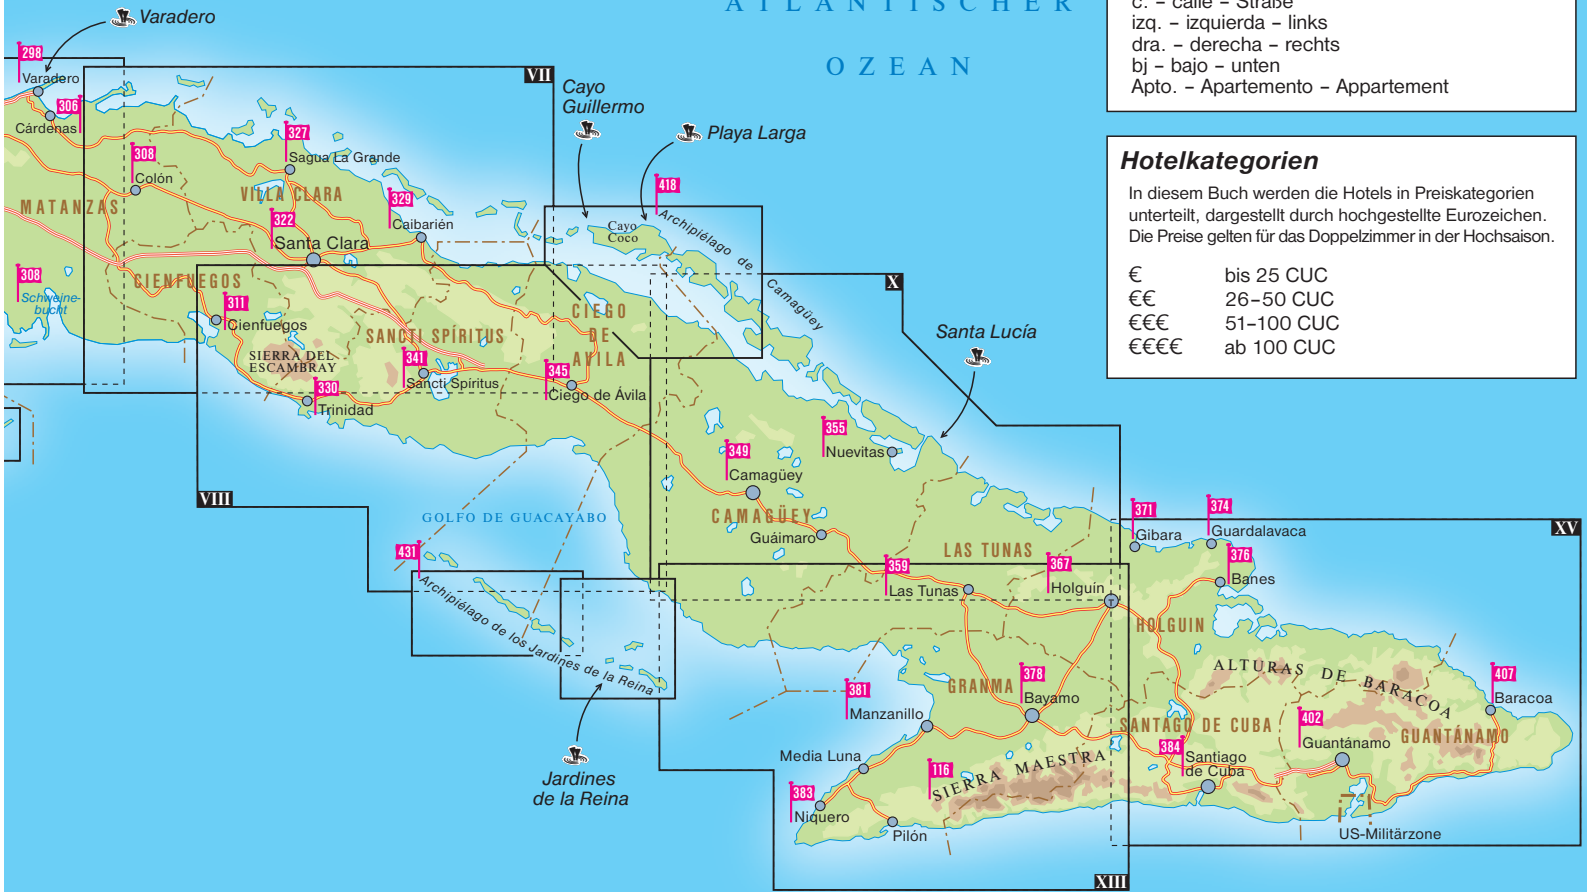 ATLANTISCHER
OZEAN
c. – calle – Straße
izq. – izquierda – links
dra. – derecha – rechts
bj – bajo – unten
Apto. – Apartemento – Appartement
Hotelkategorien
In diesem Buch werden die Hotels in Preiskategorien
unterteilt, dargestellt durch hochgestellte Eurozeichen.
Die Preise gelten für das Doppelzimmer in der Hochsaison.
€ bis 25 CUC
€€ 26–50 CUC
€€€ 51–100 CUC
€€€€ ab 100 CUC
Varadero
298
Varadero
306
Cárdenas
VII
308
Colón
327
Sagua La Grande
MATANZAS
VILLA CLARA
329
Caibarién
322
Santa Clara
308
Schweine-
bucht
CIENFUEGOS
311
Cienfuegos
SIERRA DEL
ESCAMBRAY
SANCTI SPÍRITUS
341
Sancti Spíritus
330
Trinidad
CIEGO
DE
AVILA
345
Ciego de Ávila
VIII
Cayo
Guillermo
Playa Larga
418
Cayo
Coco
Archipiélago de
Camagüey
X
Santa Lucía
355
Nuevitas
349
Camagüey
CAMAGÜEY
Guáimaro
GOLFO DE GUACAYABO
431
Archipiélago de los Jardines de la Reina
Jardines
de la Reina
LAS TUNAS
359
Las Tunas
367
Holguín
T
371
Gibara
374
Guardalavaca
376
Banes
XV
HOLGUIN
ALTURAS DE BARACOA
407
Baracoa
GRANMA
378
Bayamo
381
Manzanillo
Media Luna
383
Niquero
Pilón
116
SIERRA MAESTRA
SANTAGO DE CUBA
384
Santiago
de Cuba
402
Guantánamo
GUANTÁNAMO
US-Militärzone
XIII